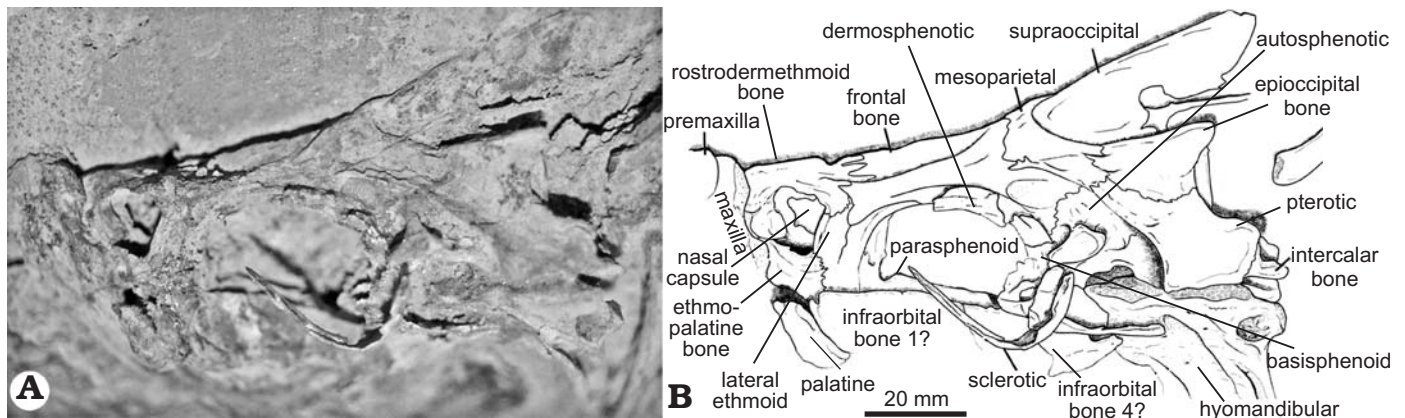 A
B
premaxilla
rostrodermethmoid
bone
frontal
bone
dermosphenotic
mesoparietal
supraoccipital
autosphenotic
epioccipital
bone
pterotic
intercalar
bone
basisphenoid
hyomandibular
infraorbital
bone 4?
sclerotic
infraorbital
bone 1?
parasphenoid
palatine
lateral
ethmoid
ethmo-
palatine
bone
nasal
capsule
maxilla
20 mm